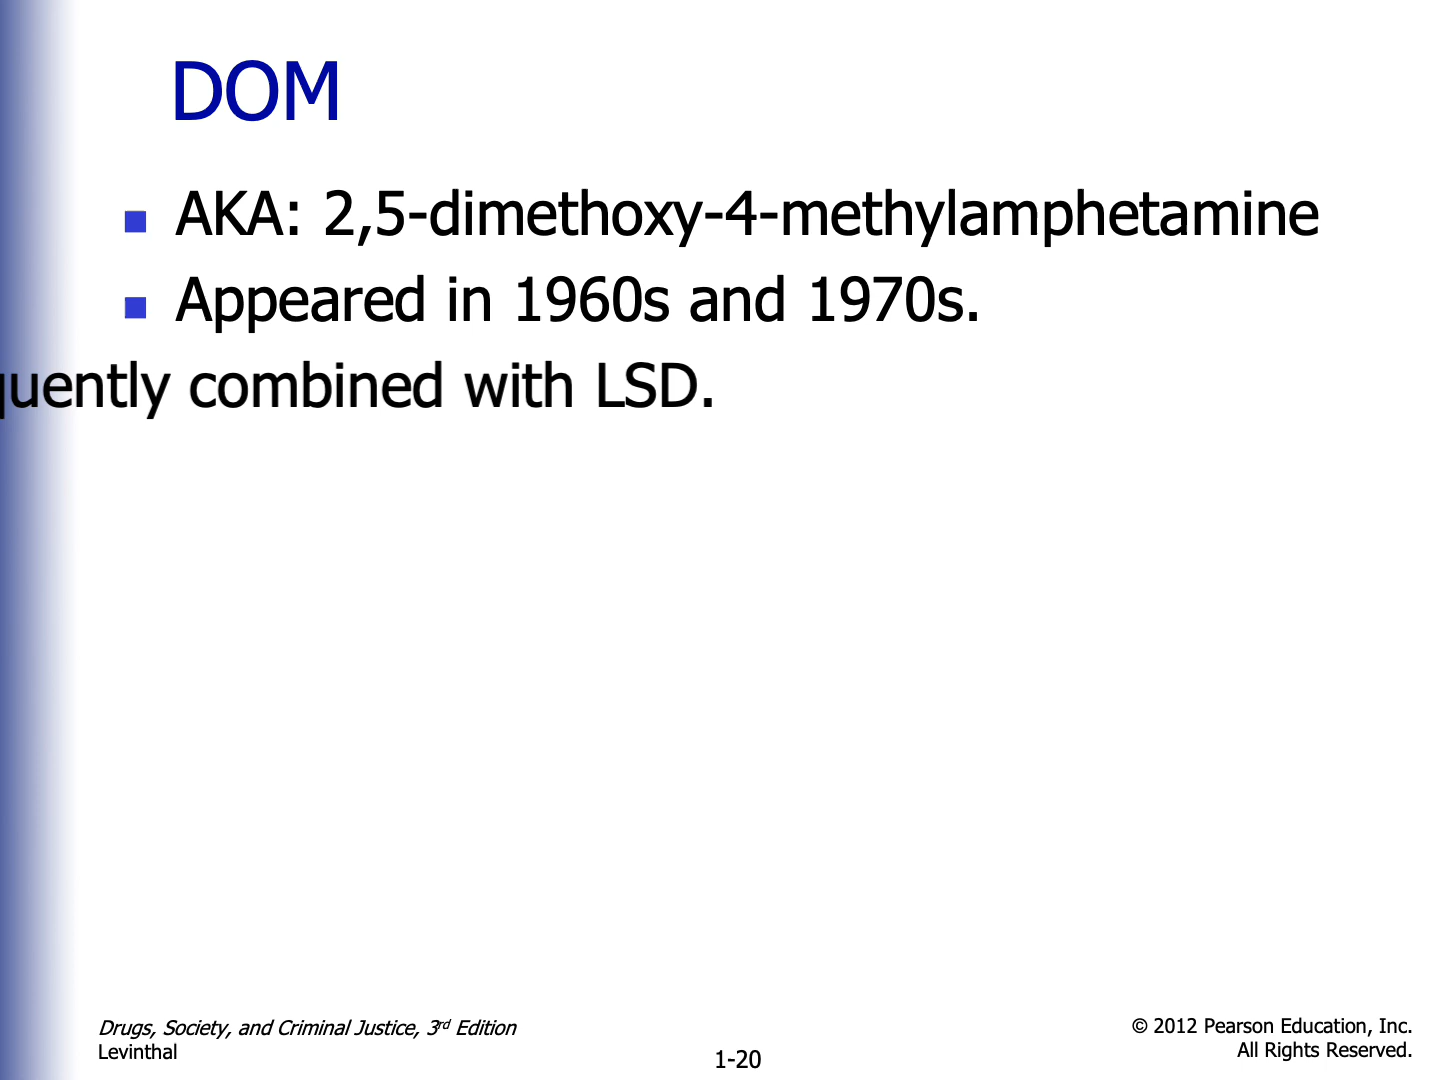 DOM
AKA: 2,5-dimethoxy-4-methylamphetamine
Appeared in 1960s and 1970s.
quently combined with LSD.
Drugs, Society, and Criminal Justice, 3rd Edition
Levinthal
1-20
© 2012 Pearson Education, Inc.
All Rights Reserved.